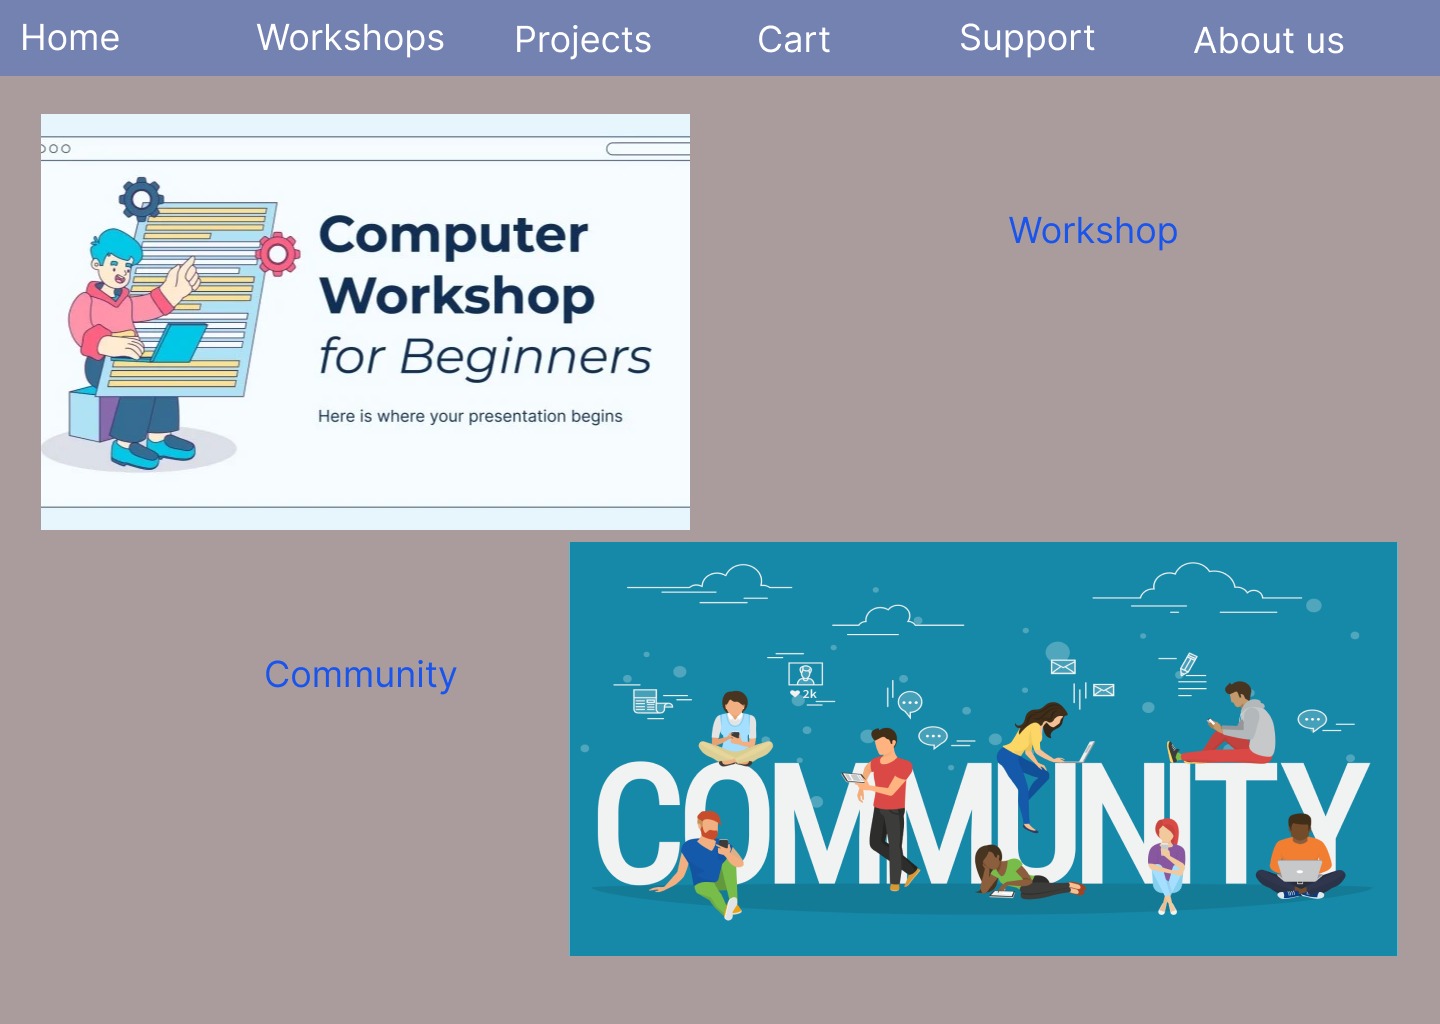 Home Workshops Projects Cart Support About us
Computer
Workshop
for Beginners
Here is where your presentation begins
Workshop
Community
2k
COMMUNITY